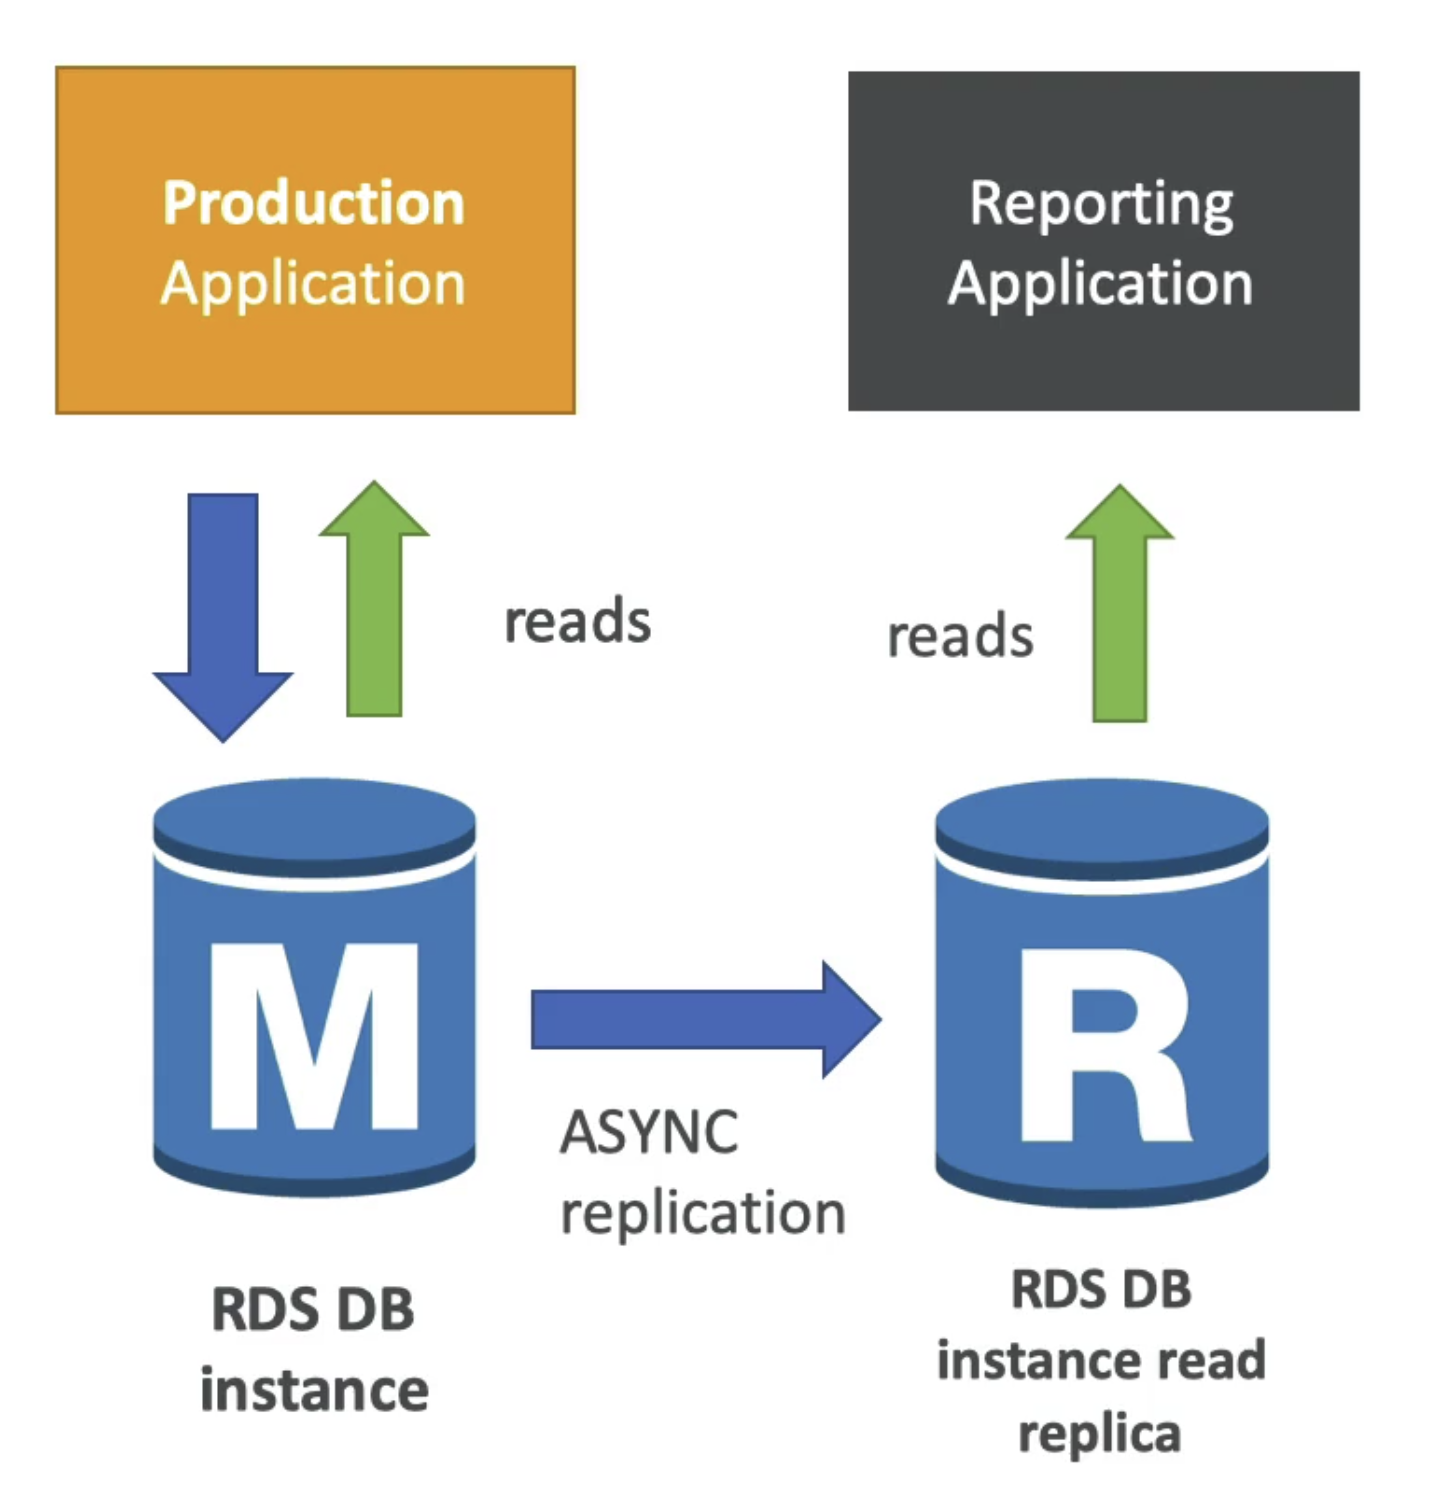 Production
Application
Reporting
Application
reads
reads
M
R
ASYNC
replication
RDS DB
instance
RDS DB
instance read
replica